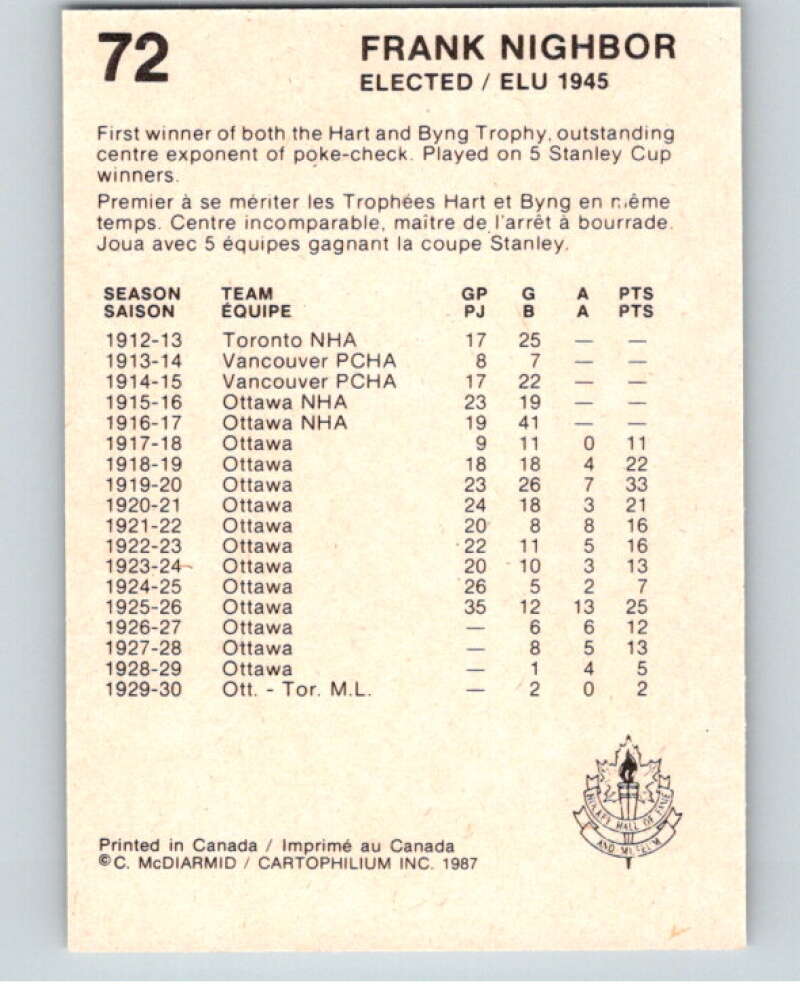 72
FRANK NIGHBOR
ELECTED / ELU 1945
First winner of both the Hart and Byng Trophy, outstanding
centre exponent of poke-check. Played on 5 Stanley Cup
winners.
Premier à se mériter les Trophées Hart et Byng en même
temps. Centre incomparable, maître de l'arrêt à bourrade.
Joua avec 5 équipes gagnant la coupe Stanley.
SEASON TEAM GP G A PTS
SAISON ÉQUIPE PJ B A PTS
1912-13 Toronto NHA 17 25 — —
1913-14 Vancouver PCHA 8 7 — —
1914-15 Vancouver PCHA 17 22 — —
1915-16 Ottawa NHA 23 19 — —
1916-17 Ottawa NHA 19 41 — —
1917-18 Ottawa 9 11 0 11
1918-19 Ottawa 18 18 4 22
1919-20 Ottawa 23 26 7 33
1920-21 Ottawa 24 18 3 21
1921-22 Ottawa 20 8 8 16
1922-23 Ottawa 22 11 5 16
1923-24 Ottawa 20 10 3 13
1924-25 Ottawa 26 5 2 7
1925-26 Ottawa 35 12 13 25
1926-27 Ottawa — 6 6 12
1927-28 Ottawa — 8 5 13
1928-29 Ottawa — 1 4 5
1929-30 Ott. - Tor. M.L. — 2 0 2
HOCKEY HALL OF FAME
AND MUSEUM
Printed in Canada / Imprimé au Canada
©C. McDIARMID / CARTOPHILIUM INC. 1987